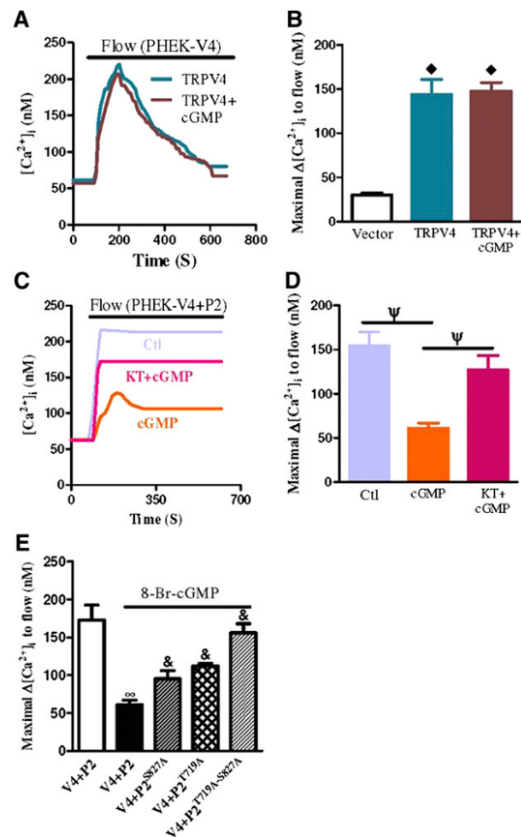 A
Flow (PHEK-V4)
[Ca²⁺]ᵢ (nM)
250
200
150
100
50
0
TRPV4
TRPV4+
cGMP
0 200 400 600 800
Time (S)
B
Maximal Δ[Ca²⁺]ᵢ to flow (nM)
200
150
100
50
0
◆
◆
Vector
TRPV4
TRPV4+
cGMP
C
Flow (PHEK-V4+P2)
[Ca²⁺]ᵢ (nM)
250
200
150
100
50
0
Ctl
KT+cGMP
cGMP
0 350 700
Time (S)
D
Maximal Δ[Ca²⁺]ᵢ to flow (nM)
200
150
100
50
0
Ψ
Ψ
Ctl
cGMP
KT+
cGMP
E
Maximal Δ[Ca²⁺]ᵢ to flow (nM)
250
200
150
100
50
0
8-Br-cGMP
∞
&
&
&
V4+P2
V4+P2
V4+P2ˢ⁸²⁷ᴬ
V4+P2ᵀ⁷¹⁹ᴬ
V4+P2ᵀ⁷¹⁹ᴬ⁻ˢ⁸²⁷ᴬ